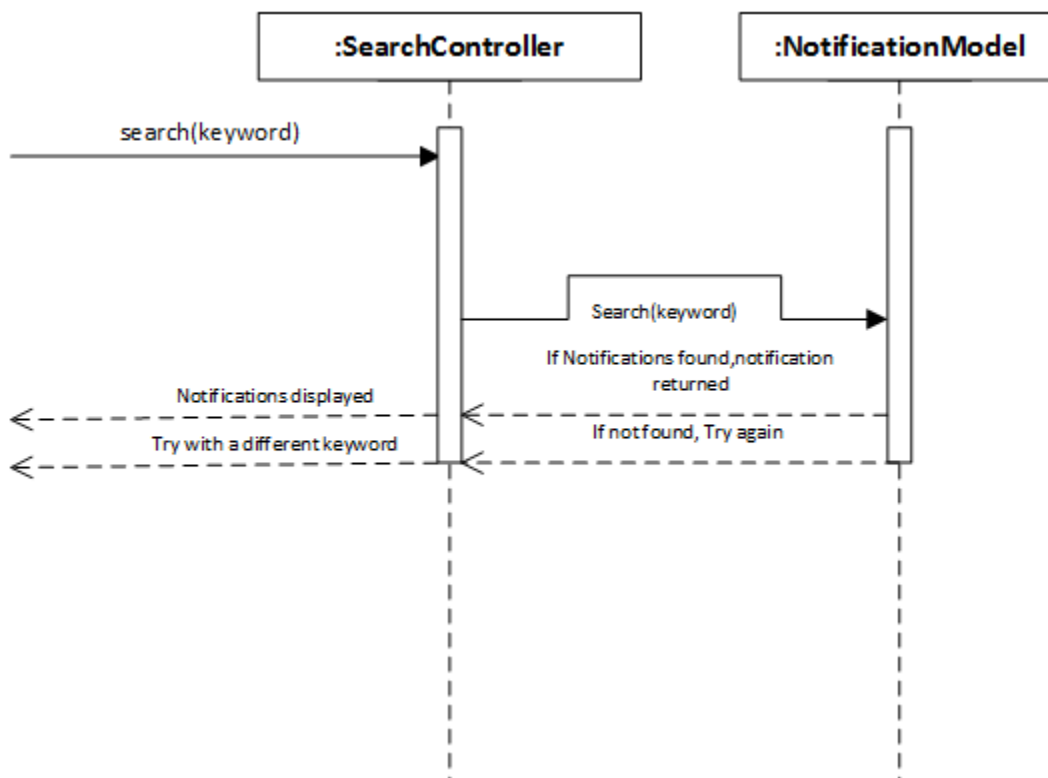 :SearchController
:NotificationModel
search(keyword)
Search(keyword)
If Notifications found,notification
returned
Notifications displayed
If not found, Try again
Try with a different keyword